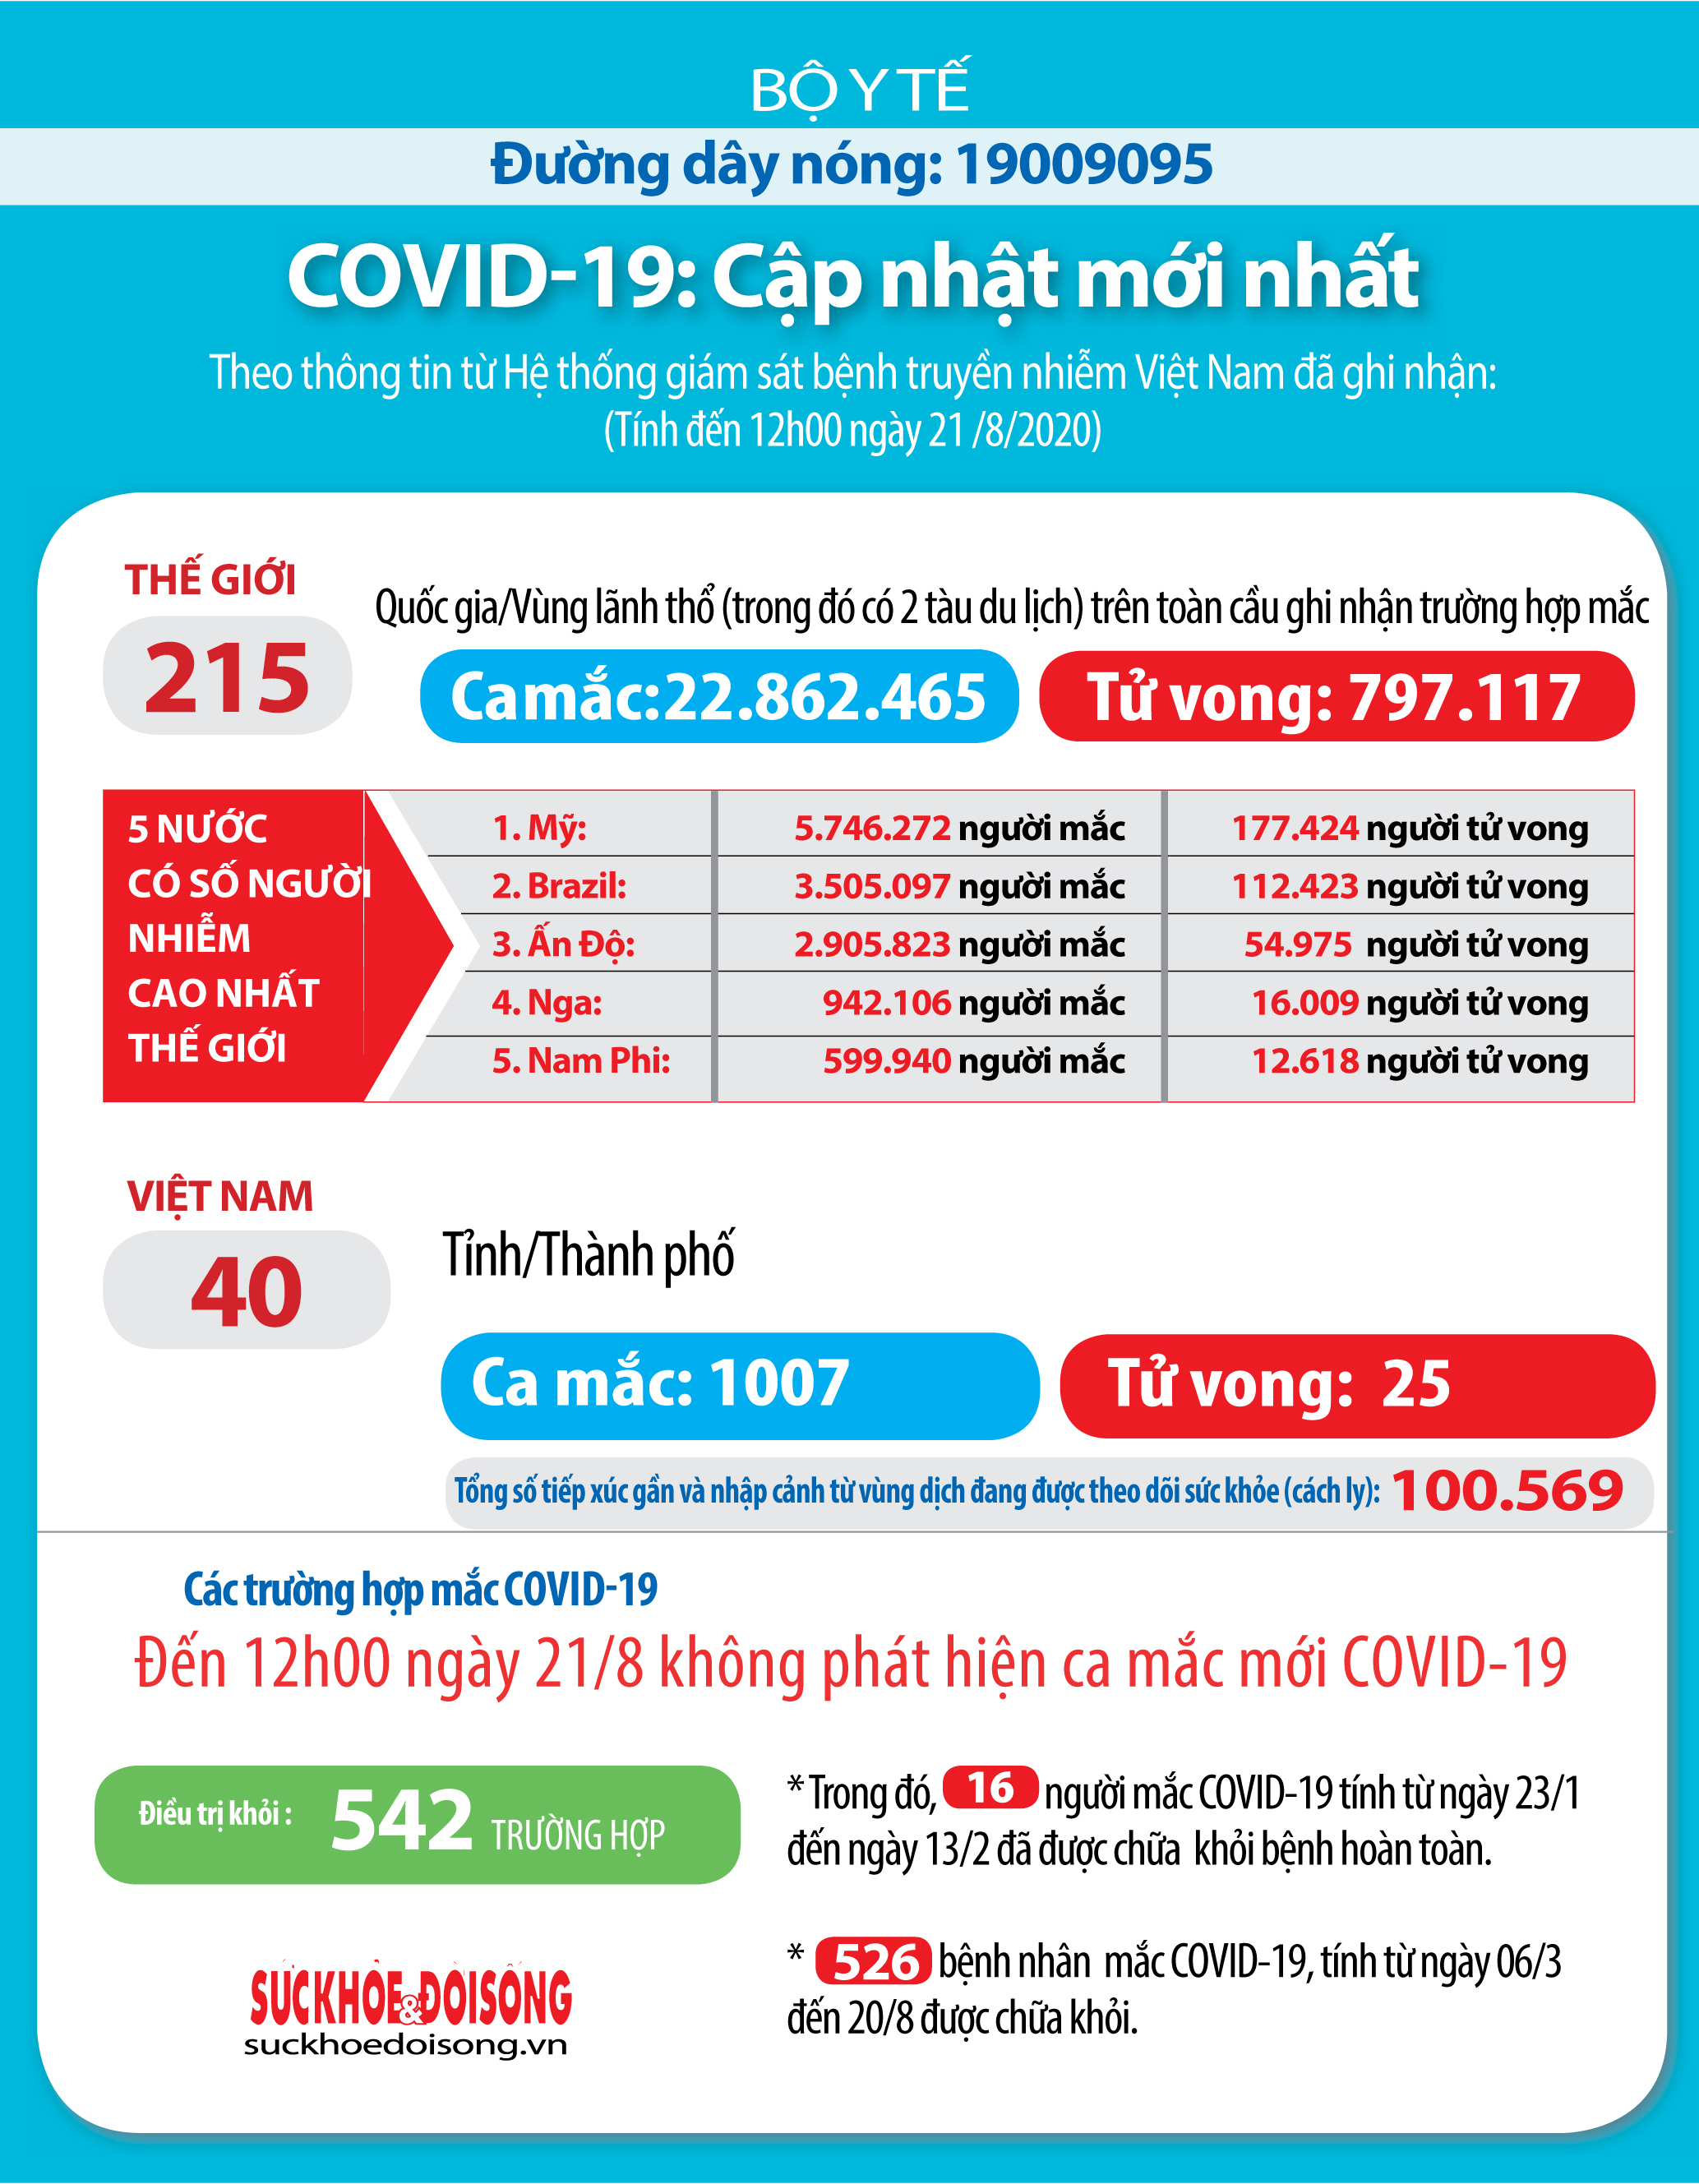 BỘ Y TẾ
Đường dây nóng: 19009095
COVID-19: Cập nhật mới nhất
Theo thông tin từ Hệ thống giám sát bệnh truyền nhiễm Việt Nam đã ghi nhận:
(Tính đến 12h00 ngày 21 /8/2020)
THẾ GIỚI
215
Quốc gia/Vùng lãnh thổ (trong đó có 2 tàu du lịch) trên toàn cầu ghi nhận trường hợp mắc
Ca mắc:22.862.465
Tử vong: 797.117
5 NƯỚC
CÓ SỐ NGƯỜI
NHIỄM
CAO NHẤT
THẾ GIỚI
1. Mỹ: 5.746.272 người mắc 177.424 người tử vong
2. Brazil: 3.505.097 người mắc 112.423 người tử vong
3. Ấn Độ: 2.905.823 người mắc 54.975 người tử vong
4. Nga: 942.106 người mắc 16.009 người tử vong
5. Nam Phi: 599.940 người mắc 12.618 người tử vong
VIỆT NAM
40
Tỉnh/Thành phố
Ca mắc: 1007
Tử vong: 25
Tổng số tiếp xúc gần và nhập cảnh từ vùng dịch đang được theo dõi sức khỏe (cách ly): 100.569
Các trường hợp mắc COVID-19
Đến 12h00 ngày 21/8 không phát hiện ca mắc mới COVID-19
Điều trị khỏi : 542 TRƯỜNG HỢP
* Trong đó, 16 người mắc COVID-19 tính từ ngày 23/1
đến ngày 13/2 đã được chữa khỏi bệnh hoàn toàn.
* 526 bệnh nhân mắc COVID-19, tính từ ngày 06/3
đến 20/8 được chữa khỏi.
SỨC KHỎE & ĐỜI SỐNG
suckhoedoisong.vn